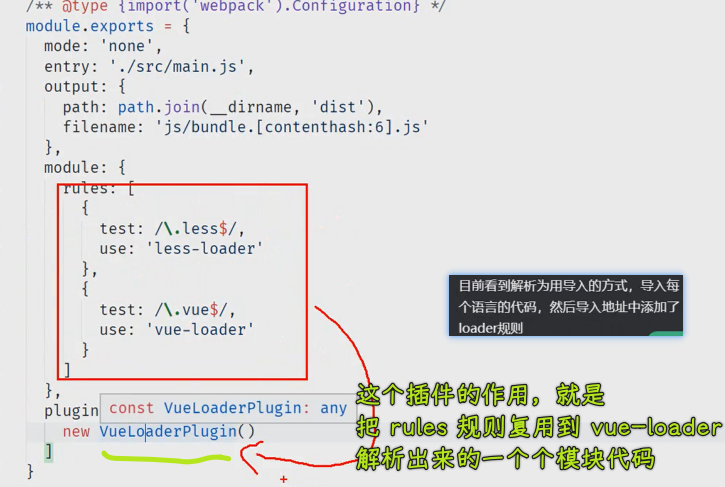 /** @type {import('webpack').Configuration} */
module.exports = {
mode: 'none',
entry: './src/main.js',
output: {
path: path.join(__dirname, 'dist'),
filename: 'js/bundle.[contenthash:6].js'
},
module: {
rules: [
{
test: /\.less$/,
use: 'less-loader'
},
{
test: /\.vue$/,
use: 'vue-loader'
}
]
},
plugin
const VueLoaderPlugin: any
new VueLoaderPlugin()
]
}
目前看到解析为用导入的方式，导入每
个语言的代码，然后导入地址中添加了
loader规则
这个插件的作用，就是
把 rules 规则复用到 vue-loader
解析出来的一个个模块代码